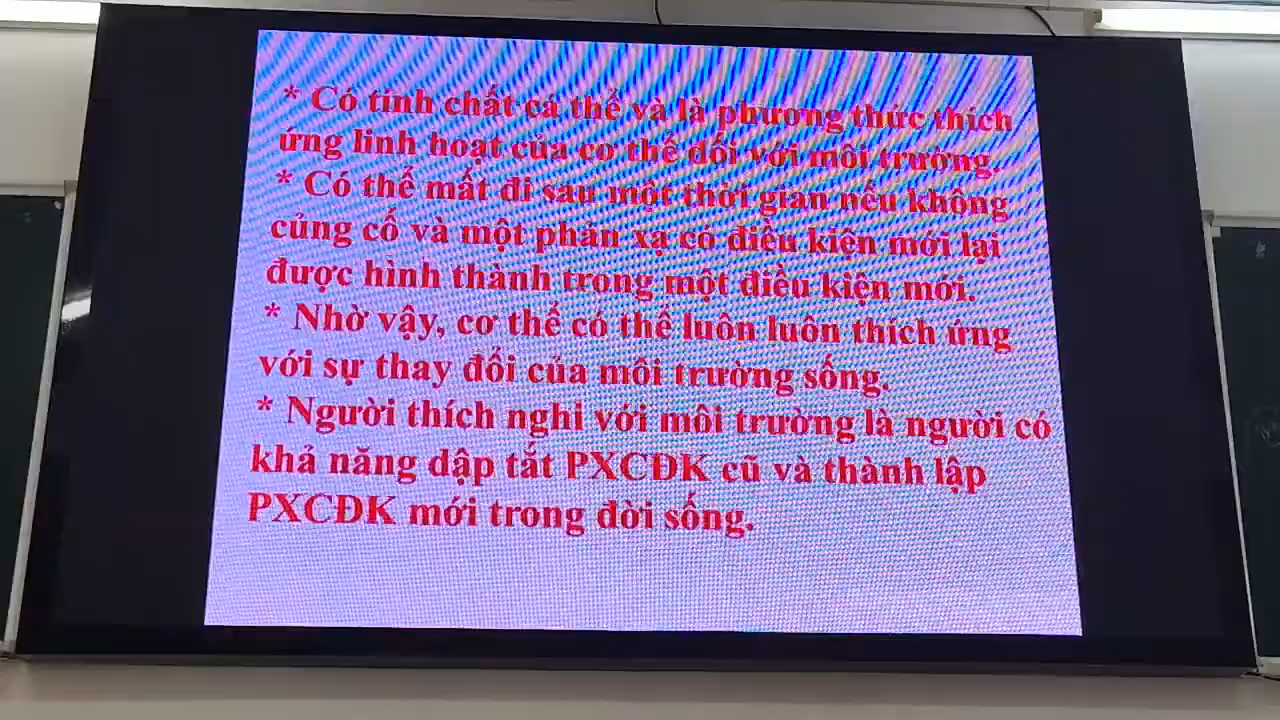 * Có tính chất cá thể và là phương thức thích
ứng linh hoạt của cơ thể đối với môi trường.
* Có thể mất đi sau một thời gian nếu không
củng cố và một phản xạ có điều kiện mới lại
được hình thành trong một điều kiện mới.
* Nhờ vậy, cơ thể có thể luôn luôn thích ứng
với sự thay đổi của môi trường sống.
* Người thích nghi với môi trường là người có
khả năng dập tắt PXCĐK cũ và thành lập
PXCĐK mới trong đời sống.